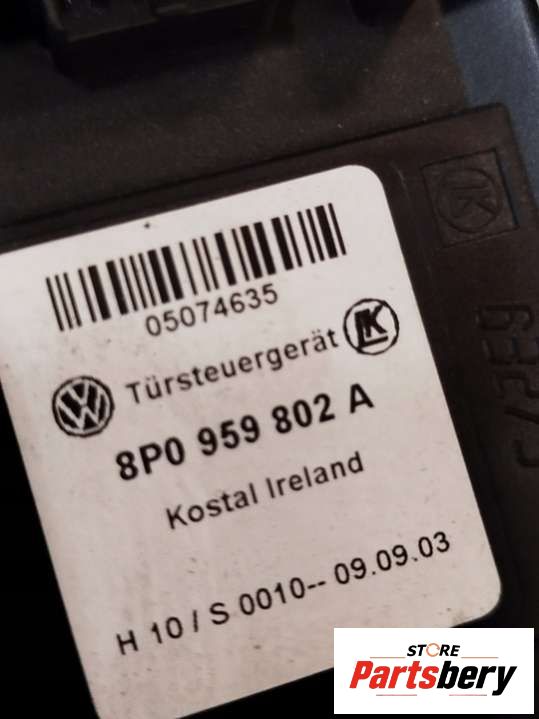 05074635
Türsteuergerät
8P0 959 802 A
Kostal Ireland
H 10 / S 0010-- 09.09.03
K
STORE
Partsbery